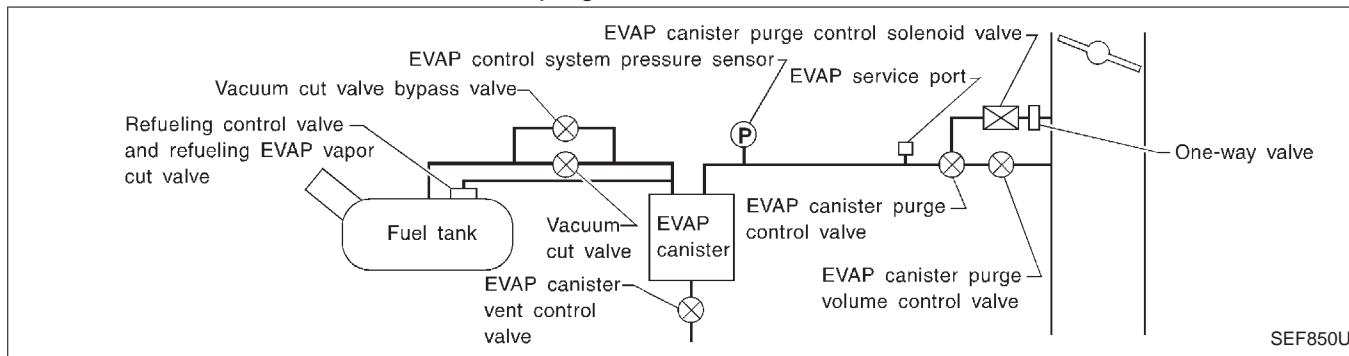 EVAP canister purge control solenoid valve
EVAP control system pressure sensor
EVAP service port
Vacuum cut valve bypass valve
Refueling control valve
and refueling EVAP vapor
cut valve
P
One-way valve
Fuel tank
Vacuum
cut valve
EVAP
canister
EVAP canister purge
control valve
EVAP canister
vent control
valve
EVAP canister purge
volume control valve
SEF850U